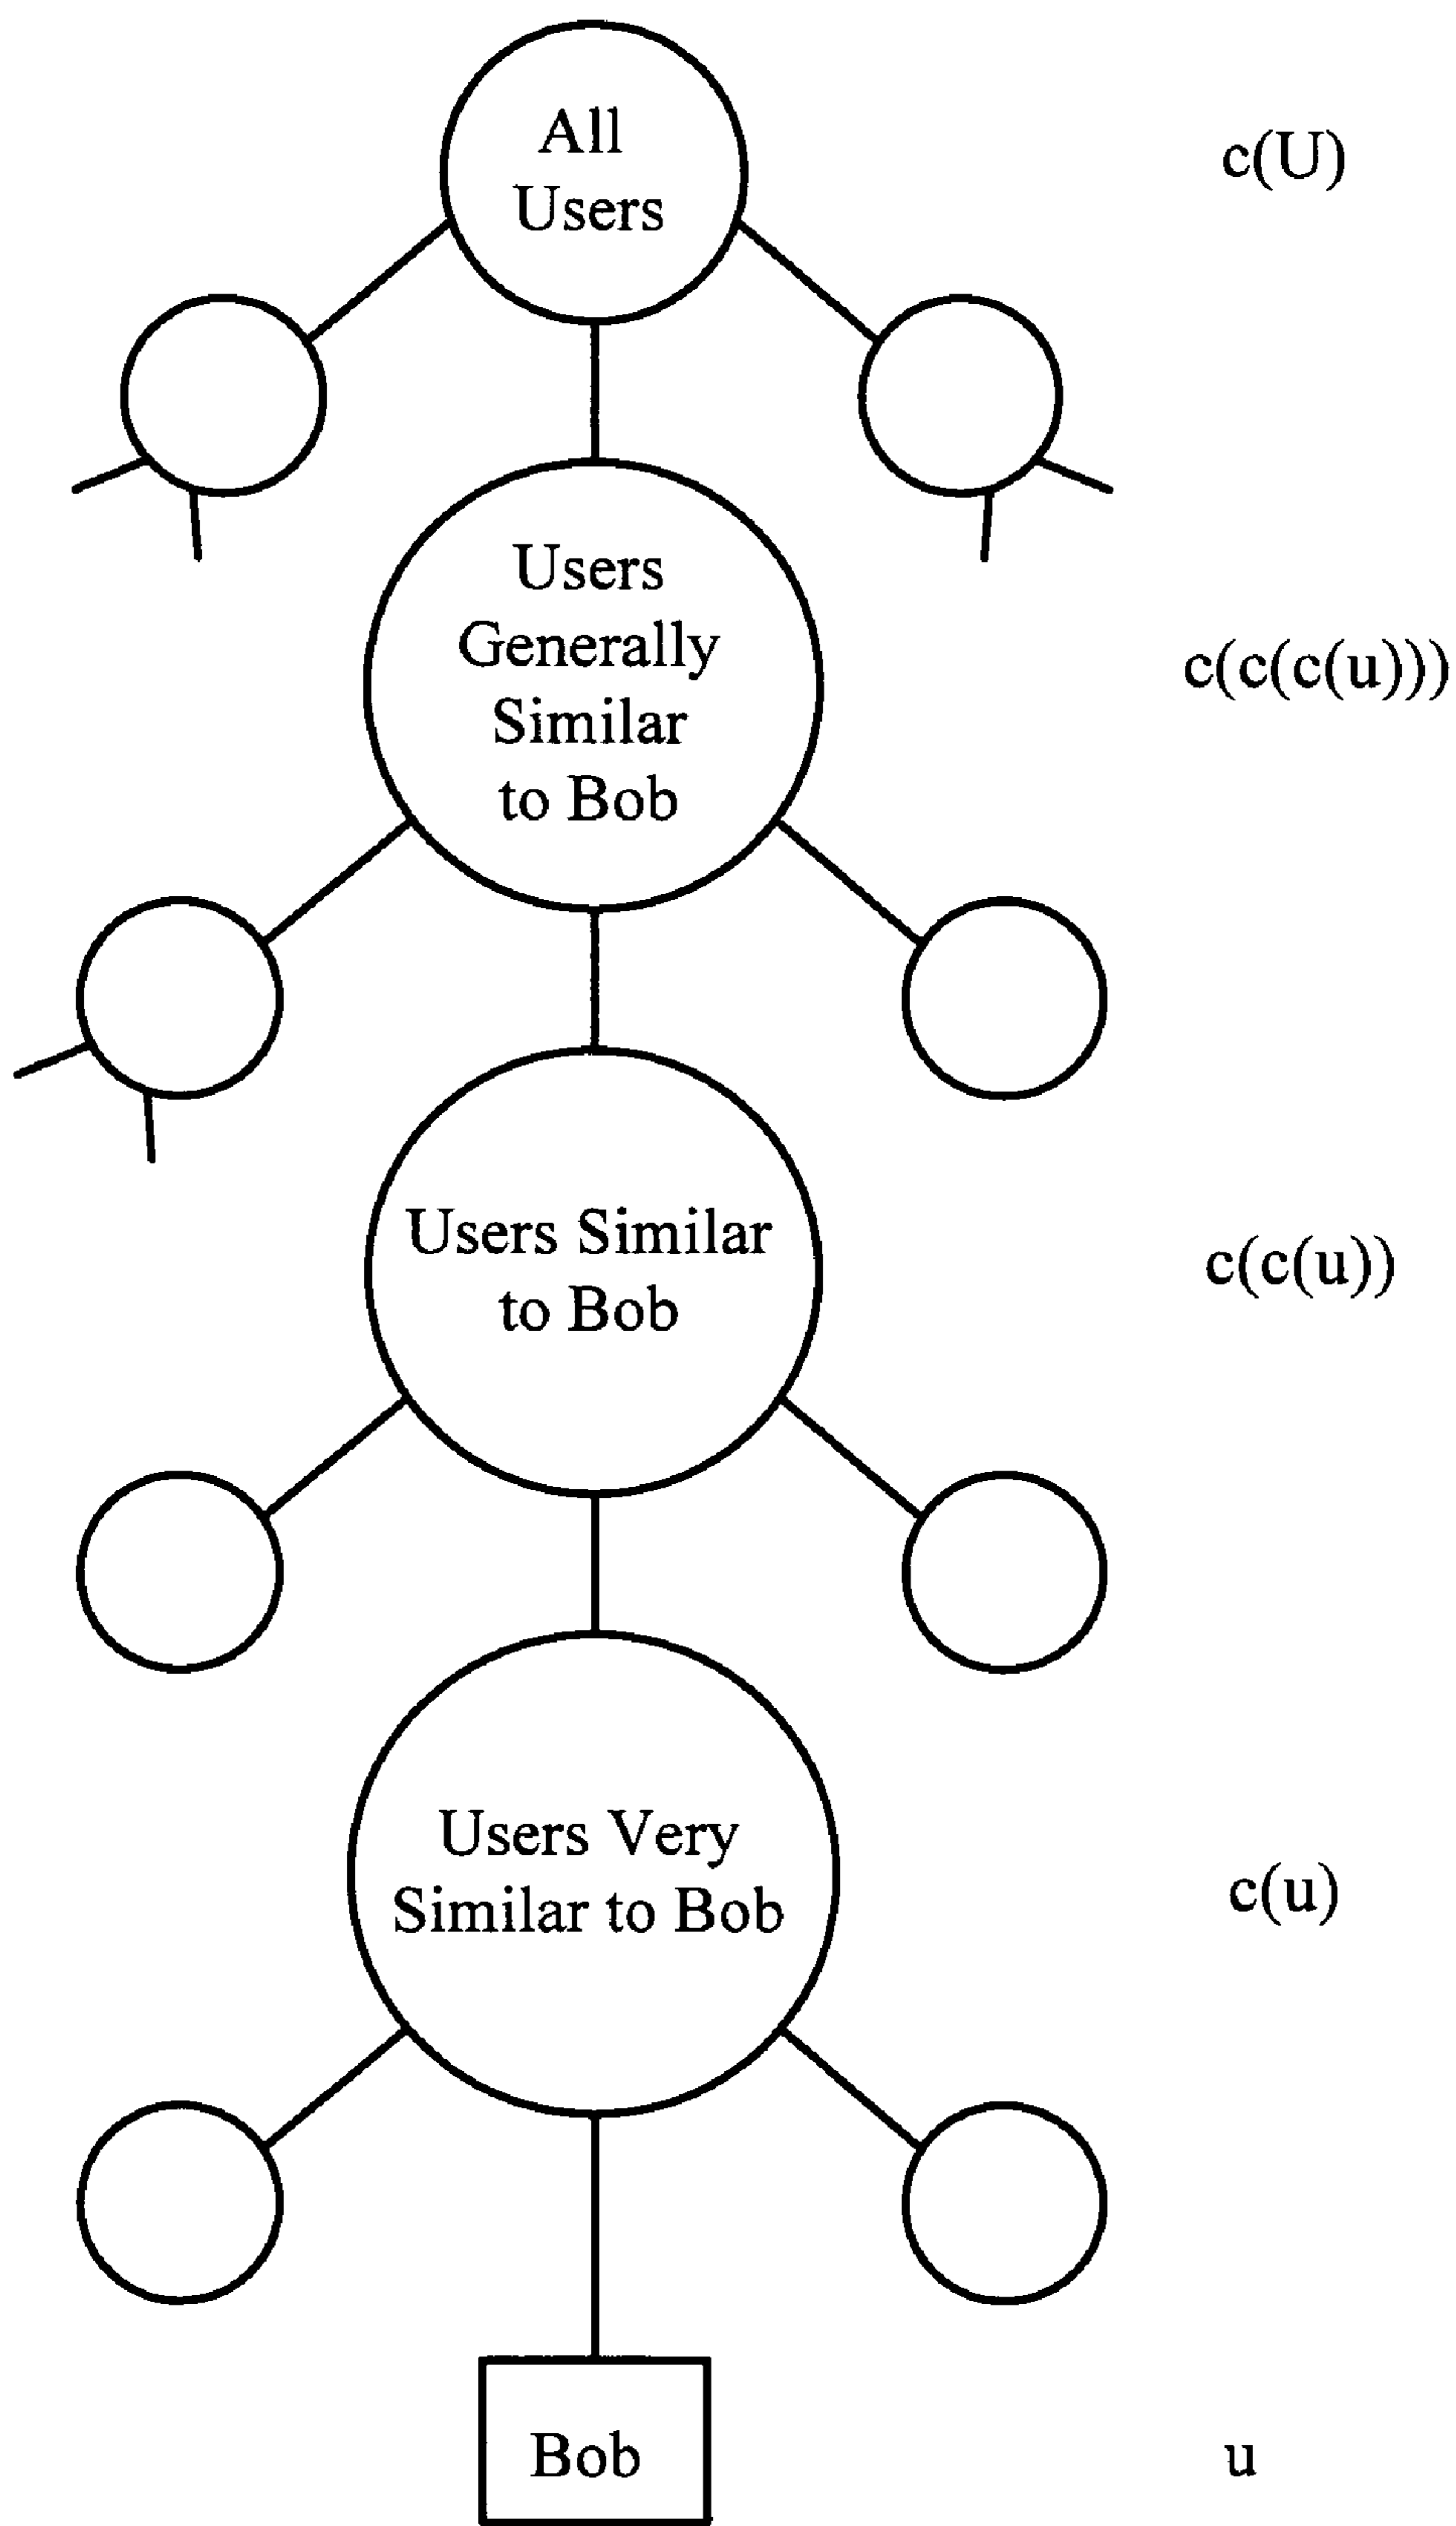 All
Users
c(U)
Users
Generally
Similar
to Bob
c(c(c(u)))
Users Similar
to Bob
c(c(u))
Users Very
Similar to Bob
c(u)
Bob
u